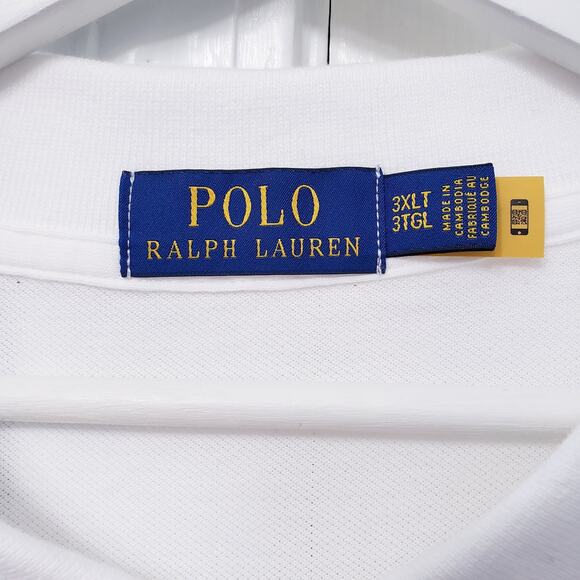 POLO
RALPH LAUREN
3XLT
3TGL
MADE IN
CAMBODIA
FABRIQUÉ AU
CAMBODGE